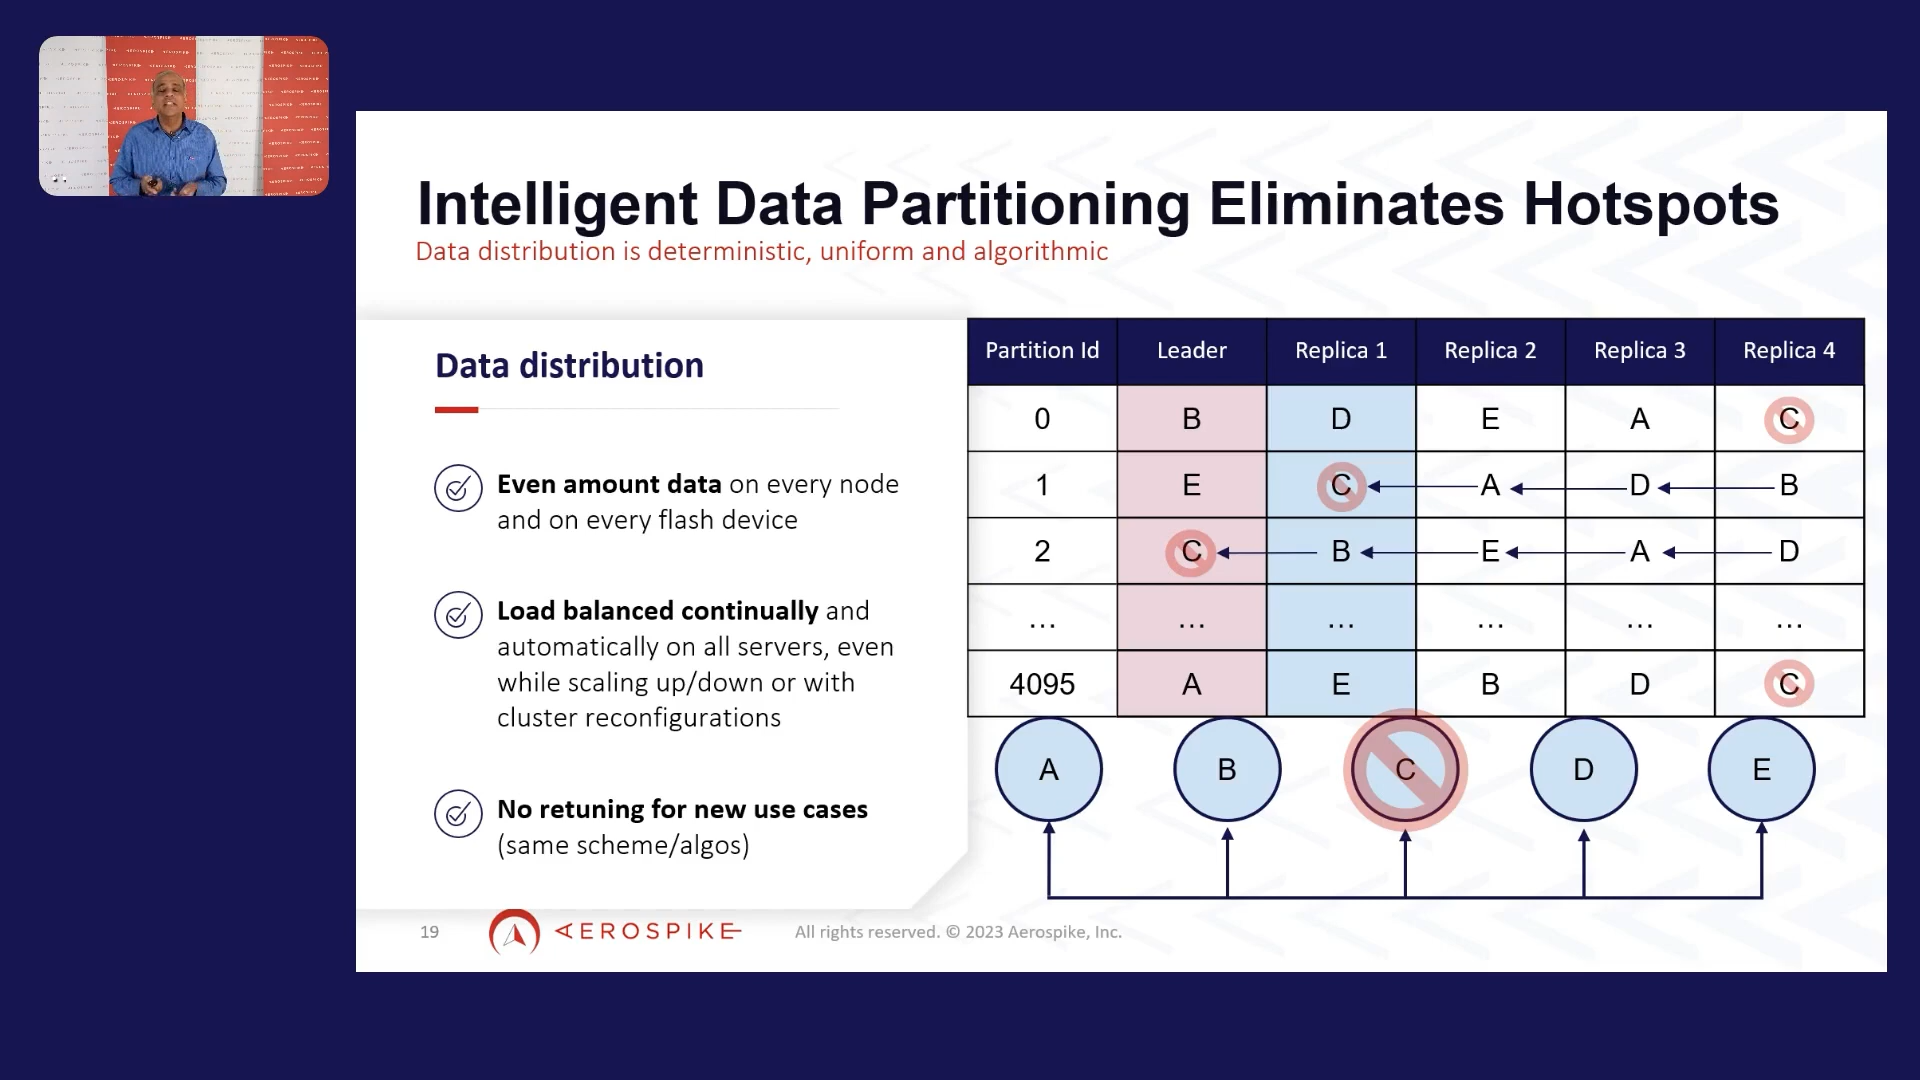 Intelligent Data Partitioning Eliminates Hotspots
Data distribution is deterministic, uniform and algorithmic
Data distribution
Even amount data on every node
and on every flash device
Load balanced continually and
automatically on all servers, even
while scaling up/down or with
cluster reconfigurations
No retuning for new use cases
(same scheme/algos)
Partition Id Leader Replica 1 Replica 2 Replica 3 Replica 4
0 B D E A C
1 E C A D B
2 C B E A D
... ... ... ... ... ...
4095 A E B D C
A B C D E
19 AEROSPIKE All rights reserved. © 2023 Aerospike, Inc.